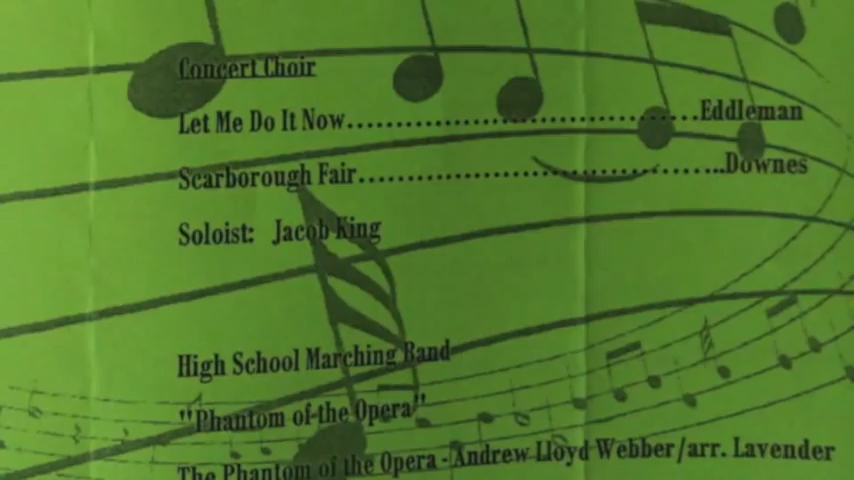 Concert Choir
Let Me Do It Now..............................................Eddleman
Scarborough Fair................................................Downes
Soloist: Jacob King
High School Marching Band
"Phantom of the Opera"
The Phantom of the Opera - Andrew Lloyd Webber/arr. Lavender